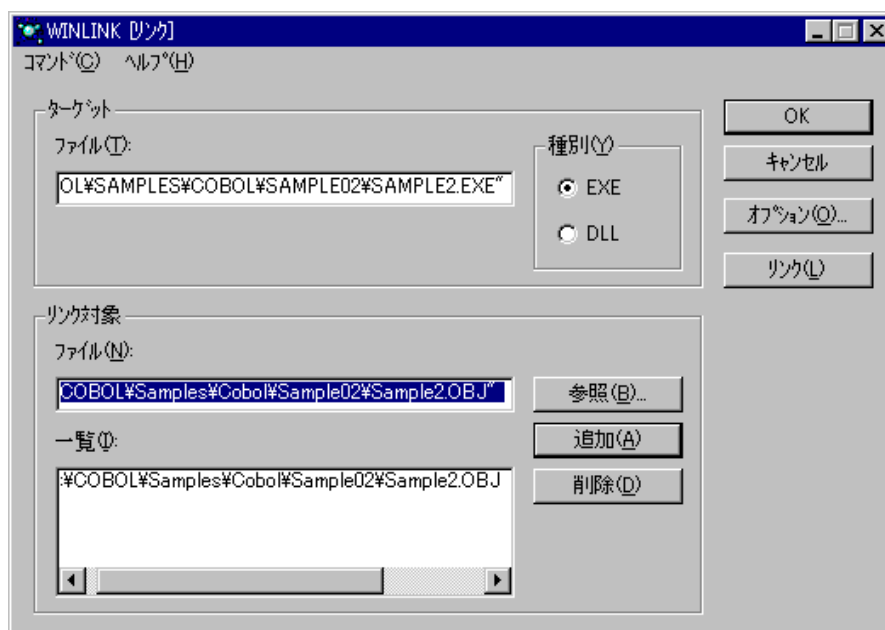 WINLINK [リンク]
コマンド(C) ヘルプ(H)
ターゲット
ファイル(T):
OL¥SAMPLES¥COBOL¥SAMPLE02¥SAMPLE2.EXE"
種別(Y)
EXE
DLL
OK
キャンセル
オプション(O)...
リンク(L)
リンク対象
ファイル(N):
COBOL¥Samples¥Cobol¥Sample02¥Sample2.OBJ"
参照(B)...
一覧(I):
追加(A)
:¥COBOL¥Samples¥Cobol¥Sample02¥Sample2.OBJ
削除(D)